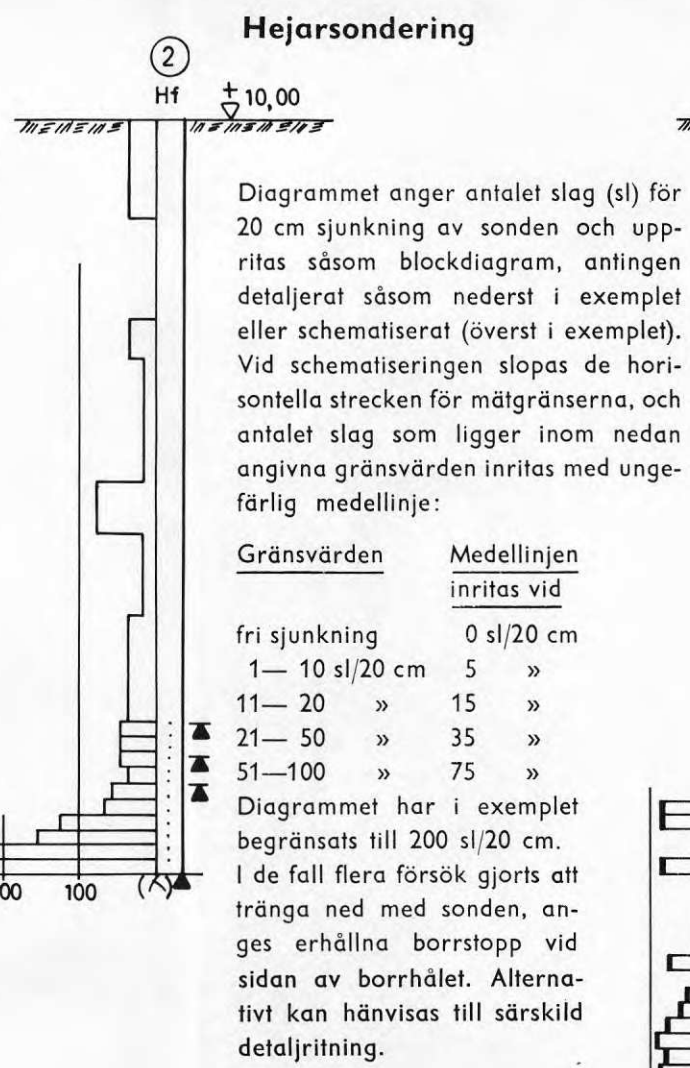 Hejarsondering
2
Hf
+ 10,00
Diagrammet anger antalet slag (sl) för
20 cm sjunkning av sonden och upp-
ritas såsom blockdiagram, antingen
detaljerat såsom nederst i exemplet
eller schematiserat (överst i exemplet).
Vid schematiseringen slopas de hori-
sontella strecken för mätgränserna, och
antalet slag som ligger inom nedan
angivna gränsvärden inritas med unge-
färlig medellinje:
Gränsvärden Medellinjen
inritas vid
fri sjunkning 0 sl/20 cm
1— 10 sl/20 cm 5 »
11— 20 » 15 »
21— 50 » 35 »
51—100 » 75 »
Diagrammet har i exemplet
begränsats till 200 sl/20 cm.
I de fall flera försök gjorts att
tränga ned med sonden, an-
ges erhållna borrstopp vid
sidan av borrhålet. Alterna-
tivt kan hänvisas till särskild
detaljritning.
00 100